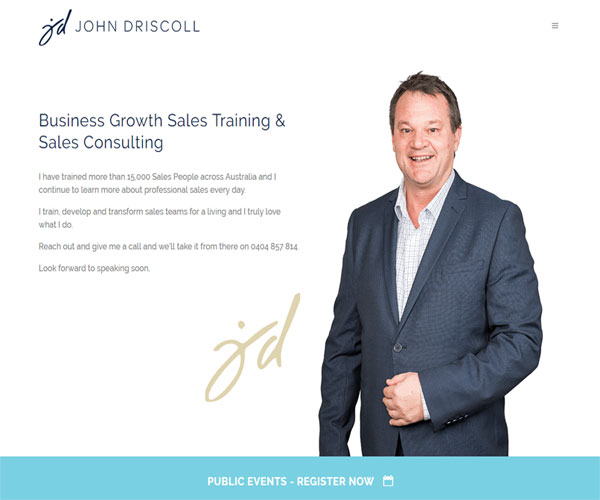 jd JOHN DRISCOLL
Business Growth Sales Training &
Sales Consulting
I have trained more than 15,000 Sales People across Australia and I
continue to learn more about professional sales every day.
I train, develop and transform sales teams for a living and I truly love
what I do.
Reach out and give me a call and we'll take it from there on 0404 857 814.
Look forward to speaking soon,
jd
PUBLIC EVENTS - REGISTER NOW